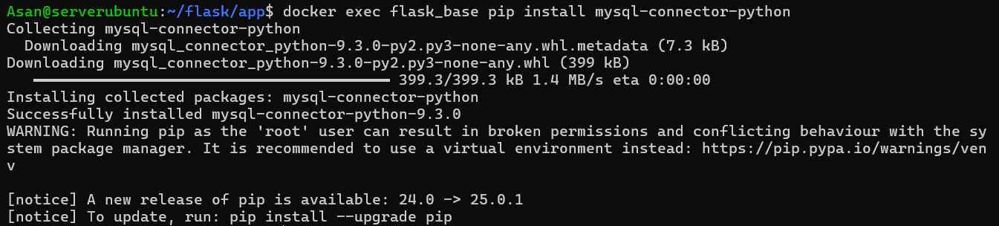 Asan@serverubuntu:~/flask/app$ docker exec flask_base pip install mysql-connector-python
Collecting mysql-connector-python
  Downloading mysql_connector_python-9.3.0-py2.py3-none-any.whl.metadata (7.3 kB)
Downloading mysql_connector_python-9.3.0-py2.py3-none-any.whl (399 kB)
   ━━━━━━━━━━━━━━━━━━━━━━━━━━━━━━━━━━━━━━━━ 399.3/399.3 kB 1.4 MB/s eta 0:00:00
Installing collected packages: mysql-connector-python
Successfully installed mysql-connector-python-9.3.0
WARNING: Running pip as the 'root' user can result in broken permissions and conflicting behaviour with the sy
stem package manager. It is recommended to use a virtual environment instead: https://pip.pypa.io/warnings/ven
v

[notice] A new release of pip is available: 24.0 -> 25.0.1
[notice] To update, run: pip install --upgrade pip